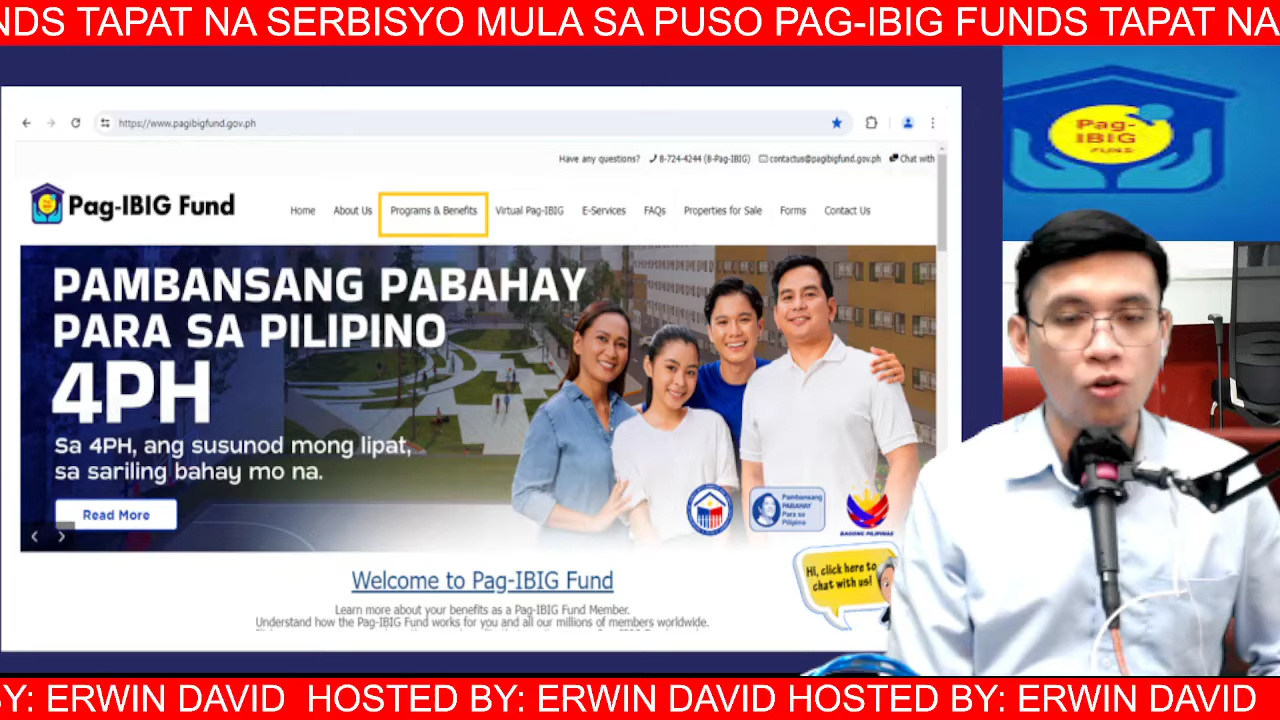 NDS TAPAT NA SERBISYO MULA SA PUSO PAG-IBIG FUNDS TAPAT NA
https://www.pagibigfund.gov.ph
Have any questions? 8-724-4244 (8-Pag-IBIG) contactus@pagibigfund.gov.ph Chat with
Pag-IBIG Fund
Home About Us Programs & Benefits Virtual Pag-IBIG E-Services FAQs Properties for Sale Forms Contact Us
PAMBANSANG PABAHAY
PARA SA PILIPINO
4PH
Sa 4PH, ang susunod mong lipat,
sa sariling bahay mo na.
Read More
Pambansang
PABAHAY
Para sa
Pilipino
BAGONG PILIPINAS
Hi, click here to
chat with us!
Welcome to Pag-IBIG Fund
Learn more about your benefits as a Pag-IBIG Fund Member.
Understand how the Pag-IBIG Fund works for you and all our millions of members worldwide.
Pag-
IBIG
FUND
BY: ERWIN DAVID HOSTED BY: ERWIN DAVID HOSTED BY: ERWIN DAVID